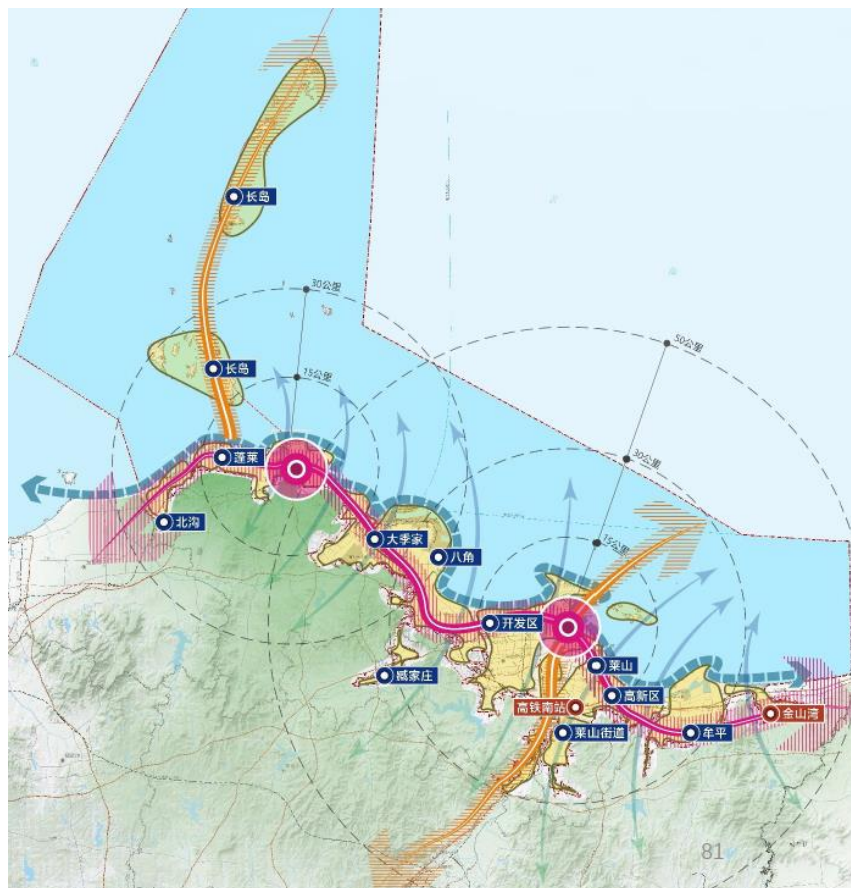 长岛
30公里
50公里
长岛
15公里
蓬莱
30公里
北沟
大季家
八角
15公里
开发区
臧家庄
莱山
高新区
高铁南站
金山湾
莱山街道
牟平
81